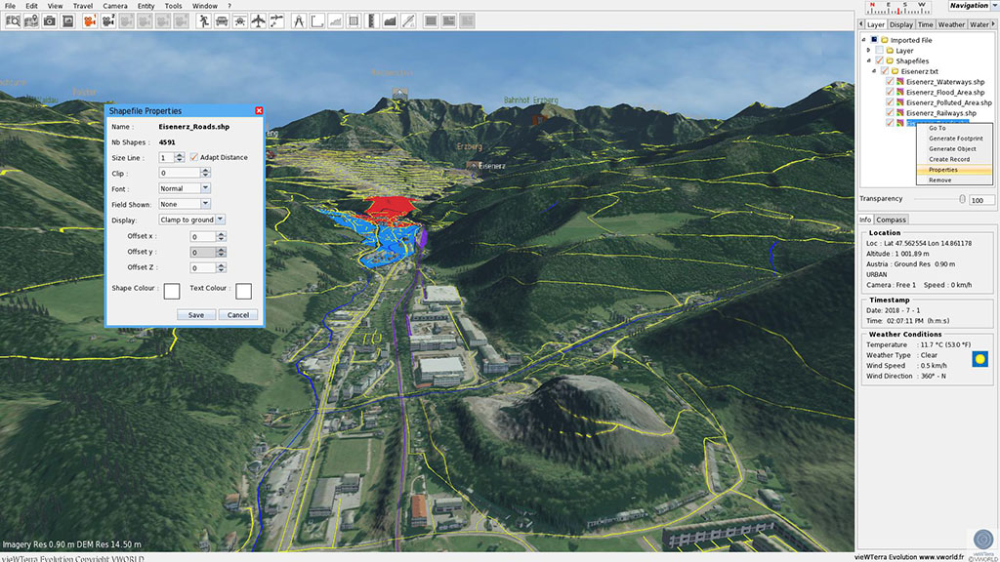 File Edit View Travel Camera Entity Tools Window ?
N E S W
Navigation
Layer Display Time Weather Water
Imported File
Layer
Shapefiles
Eisenerz.txt
Eisenerz_Waterways.shp
Eisenerz_Flood_Area.shp
Eisenerz_Polluted_Area.shp
Eisenerz_Railways.shp
Go To
Generate Footprint
Generate Object
Create Record
Properties
Remove
Transparency 100
Info Compass
Location
Loc : Lat 47.562554 Lon 14.861178
Altitude : 1 001,89 m
Austria : Ground Res 0.90 m
URBAN
Camera : Free 1 Speed : 0 km/h
Timestamp
Date: 2018 - 7 - 1
Time: 02:07:11 PM (h:m:s)
Weather Conditions
Temperature : 11.7 °C (53.0 °F)
Weather Type : Clear
Wind Speed : 0.5 km/h
Wind Direction : 360° - N
Bahnhof Erzberg
Erzberg
Eisenerz
Shapefile Properties
Name : Eisenerz_Roads.shp
Nb Shapes : 4591
Size Line : 1 Adapt Distance
Clip : 0
Font : Normal
Field Shown: None
Display: Clamp to ground
Offset x : 0
Offset y : 0
Offset Z : 0
Shape Colour : Text Colour :
Save Cancel
Imagery Res 0.90 m DEM Res 14.50 m
vieWTerra Evolution Copyright VWORLD
vieWTerra Evolution www.vworld.fr
vieWTerra
©VWORLD